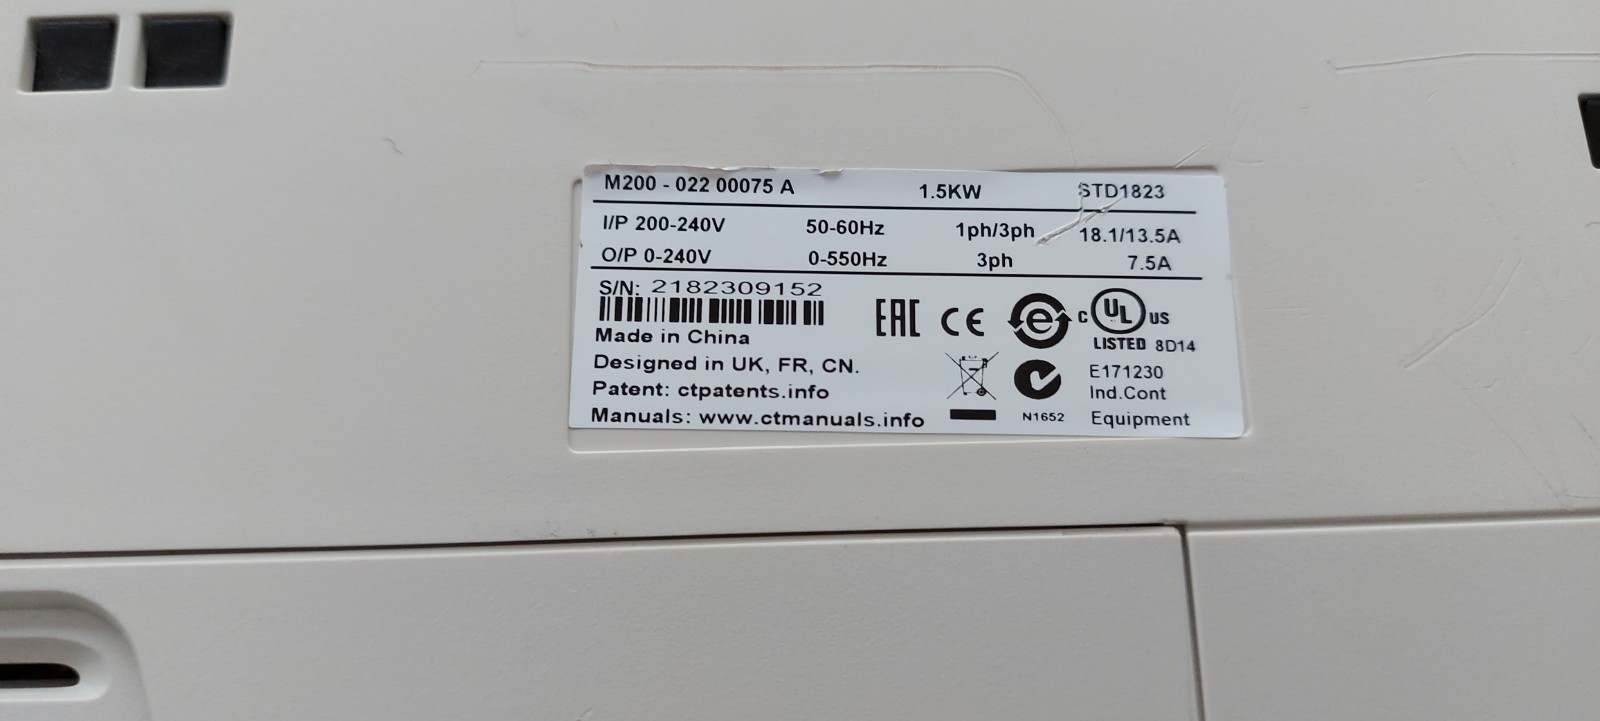 M200 - 022 00075 A 1.5KW STD1823
I/P 200-240V 50-60Hz 1ph/3ph 18.1/13.5A
O/P 0-240V 0-550Hz 3ph 7.5A
S/N: 2182309152
Made in China
Designed in UK, FR, CN.
Patent: ctpatents.info
Manuals: www.ctmanuals.info
EAC CE e C UL US
LISTED 8D14
E171230
Ind.Cont
Equipment
N1652